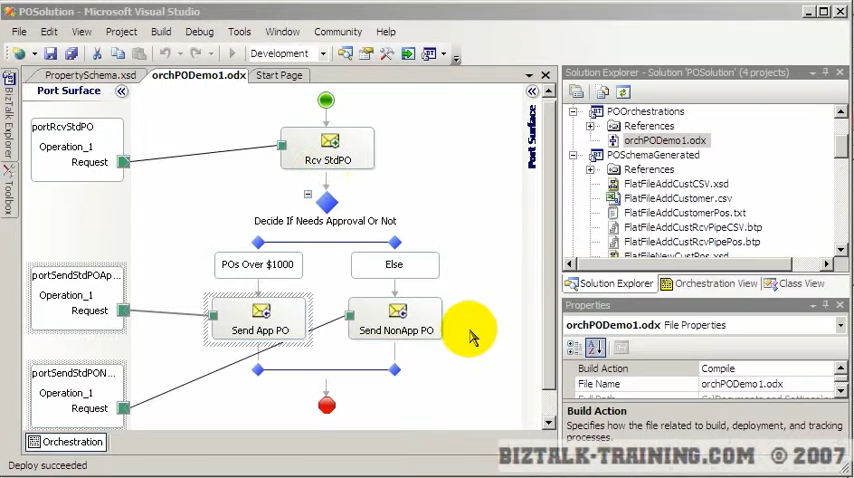 POSolution - Microsoft Visual Studio
File Edit View Project Build Debug Tools Window Community Help
Development
PropertySchema.xsd orchPODemo1.odx Start Page
BizTalk Explorer
Toolbox
Port Surface
portRcvStdPO
Operation_1
Request
portSendStdPOAp...
Operation_1
Request
portSendStdPON...
Operation_1
Request
Rcv StdPO
Decide If Needs Approval Or Not
POs Over $1000
Else
Send App PO
Send NonApp PO
Port Surface
Orchestration
Deploy succeeded
Solution Explorer - Solution 'POSolution' (4 projects)
POOrchestrations
References
orchPODemo1.odx
POSchemaGenerated
References
FlatFileAddCustCSV.xsd
FlatFileAddCustomer.csv
FlatFileAddCustomerPos.txt
FlatFileAddCustRcvPipeCSV.btp
FlatFileAddCustRcvPipePos.btp
FlatFileNewCustPos.xsd
Solution Explorer Orchestration View Class View
Properties
orchPODemo1.odx File Properties
Build Action Compile
File Name orchPODemo1.odx
Build Action
Specifies how the file related to build, deployment, and tracking
processes.
BIZTALK-TRAINING.COM © 2007